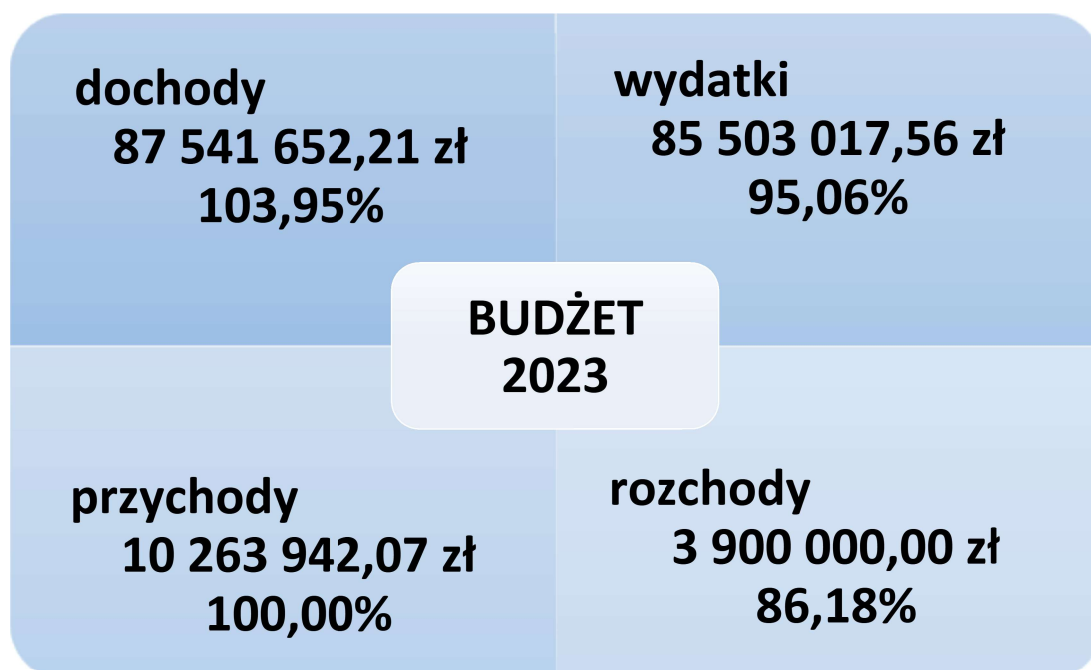 dochody
87 541 652,21 zł
103,95%
wydatki
85 503 017,56 zł
95,06%
BUDŻET
2023
przychody
10 263 942,07 zł
100,00%
rozchody
3 900 000,00 zł
86,18%